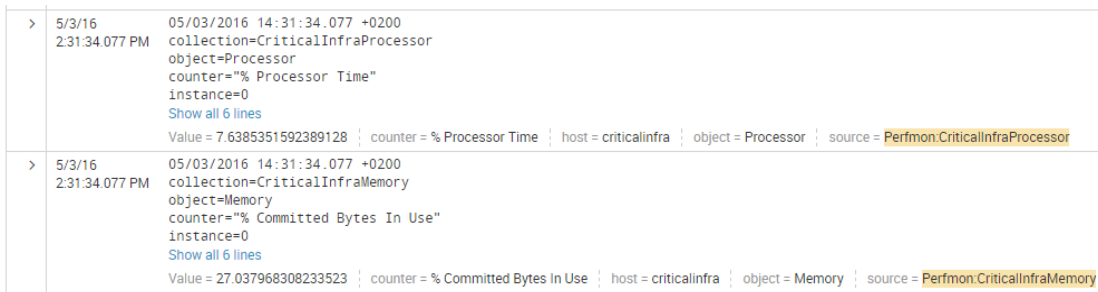 > 5/3/16 05/03/2016 14:31:34.077 +0200
2:31:34.077 PM collection=CriticalInfraProcessor
object=Processor
counter="% Processor Time"
instance=0
Show all 6 lines
Value = 7.6385351592389128 counter = % Processor Time host = criticalinfra object = Processor source = Perfmon:CriticalInfraProcessor
> 5/3/16 05/03/2016 14:31:34.077 +0200
2:31:34.077 PM collection=CriticalInfraMemory
object=Memory
counter="% Committed Bytes In Use"
instance=0
Show all 6 lines
Value = 27.037968308233523 counter = % Committed Bytes In Use host = criticalinfra object = Memory source = Perfmon:CriticalInfraMemory